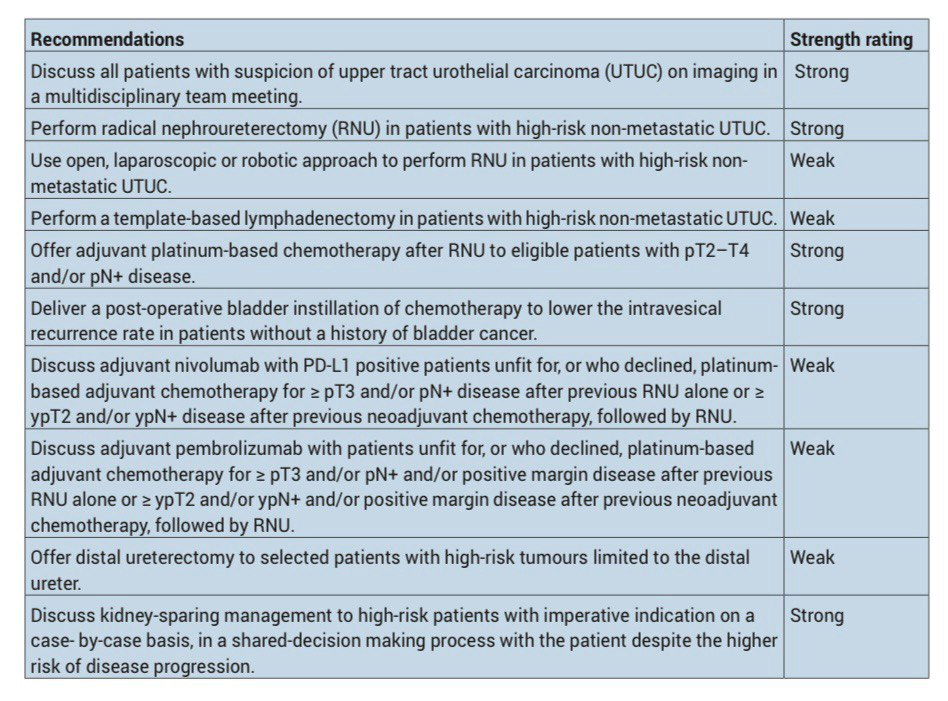 Recommendations Strength rating
Discuss all patients with suspicion of upper tract urothelial carcinoma (UTUC) on imaging in Strong
a multidisciplinary team meeting.
Perform radical nephroureterectomy (RNU) in patients with high-risk non-metastatic UTUC. Strong
Use open, laparoscopic or robotic approach to perform RNU in patients with high-risk non- Weak
metastatic UTUC.
Perform a template-based lymphadenectomy in patients with high-risk non-metastatic UTUC. Weak
Offer adjuvant platinum-based chemotherapy after RNU to eligible patients with pT2–T4 Strong
and/or pN+ disease.
Deliver a post-operative bladder instillation of chemotherapy to lower the intravesical Strong
recurrence rate in patients without a history of bladder cancer.
Discuss adjuvant nivolumab with PD-L1 positive patients unfit for, or who declined, platinum- Weak
based adjuvant chemotherapy for ≥ pT3 and/or pN+ disease after previous RNU alone or ≥
ypT2 and/or ypN+ disease after previous neoadjuvant chemotherapy, followed by RNU.
Discuss adjuvant pembrolizumab with patients unfit for, or who declined, platinum-based Weak
adjuvant chemotherapy for ≥ pT3 and/or pN+ and/or positive margin disease after previous
RNU alone or ≥ ypT2 and/or ypN+ and/or positive margin disease after previous neoadjuvant
chemotherapy, followed by RNU.
Offer distal ureterectomy to selected patients with high-risk tumours limited to the distal Weak
ureter.
Discuss kidney-sparing management to high-risk patients with imperative indication on a Strong
case- by-case basis, in a shared-decision making process with the patient despite the higher
risk of disease progression.